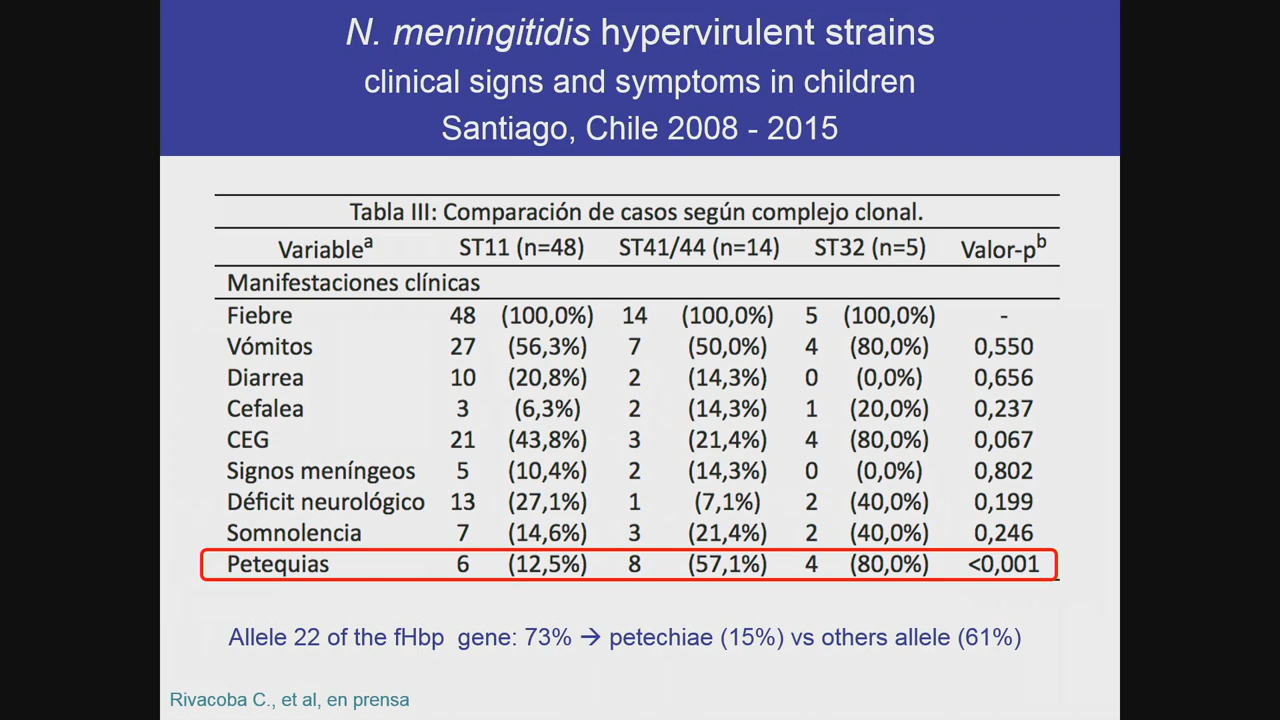 N. meningitidis hypervirulent strains
clinical signs and symptoms in children
Santiago, Chile 2008 - 2015
Tabla III: Comparación de casos según complejo clonal.
Variableᵃ ST11 (n=48) ST41/44 (n=14) ST32 (n=5) Valor-pᵇ
Manifestaciones clínicas
Fiebre 48 (100,0%) 14 (100,0%) 5 (100,0%) -
Vómitos 27 (56,3%) 7 (50,0%) 4 (80,0%) 0,550
Diarrea 10 (20,8%) 2 (14,3%) 0 (0,0%) 0,656
Cefalea 3 (6,3%) 2 (14,3%) 1 (20,0%) 0,237
CEG 21 (43,8%) 3 (21,4%) 4 (80,0%) 0,067
Signos meníngeos 5 (10,4%) 2 (14,3%) 0 (0,0%) 0,802
Déficit neurológico 13 (27,1%) 1 (7,1%) 2 (40,0%) 0,199
Somnolencia 7 (14,6%) 3 (21,4%) 2 (40,0%) 0,246
Petequias 6 (12,5%) 8 (57,1%) 4 (80,0%) <0,001
Allele 22 of the fHbp gene: 73% → petechiae (15%) vs others allele (61%)
Rivacoba C., et al, en prensa